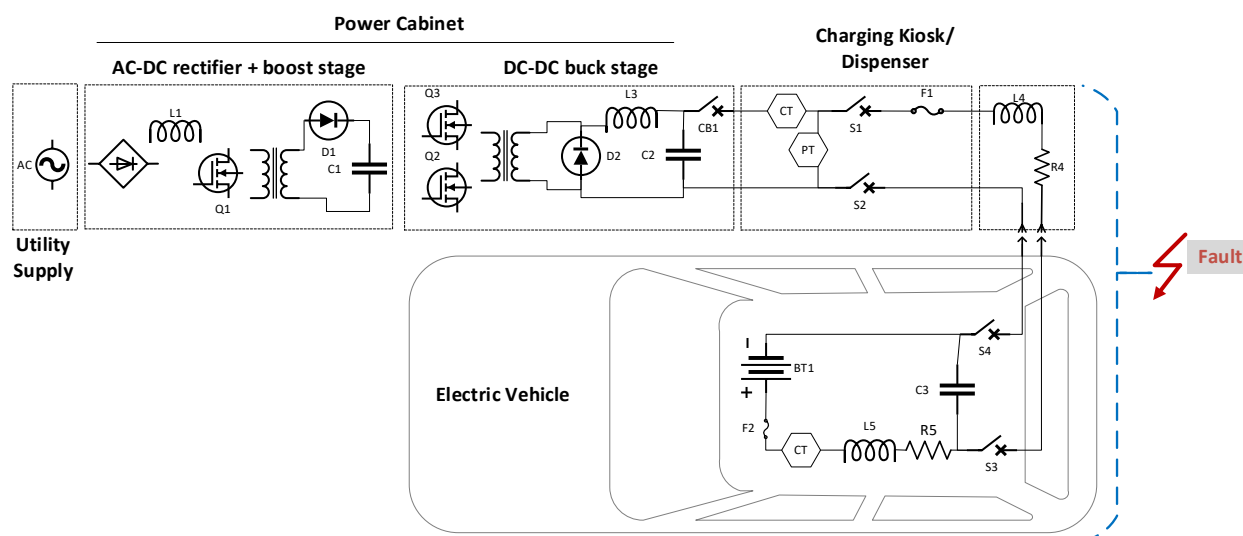 Power Cabinet
Charging Kiosk/
Dispenser
AC-DC rectifier + boost stage
DC-DC buck stage
Q3
L3
F1
L4
L1
CT
CB1
S1
D1
C1
Q2
D2
C2
PT
AC
R4
Q1
S2
Utility
Supply
Fault
S4
-
BT1
+
C3
Electric Vehicle
F2
L5
R5
CT
S3